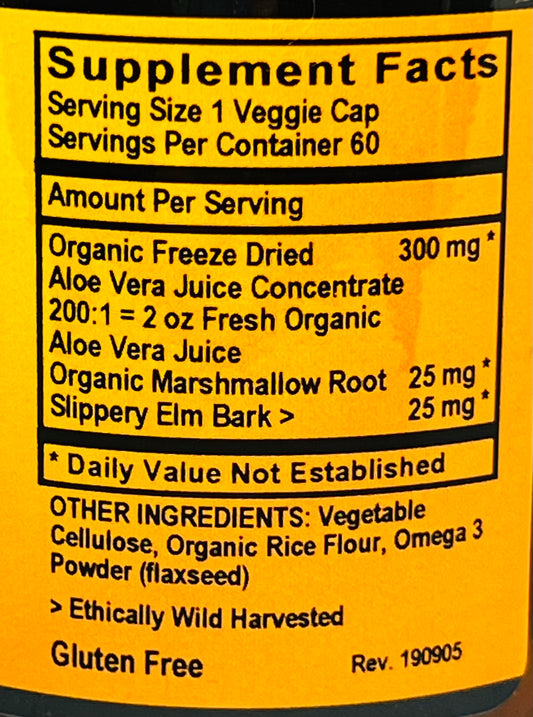 Supplement Facts
Serving Size 1 Veggie Cap
Servings Per Container 60
Amount Per Serving
Organic Freeze Dried 300 mg *
Aloe Vera Juice Concentrate
200:1 = 2 oz Fresh Organic
Aloe Vera Juice
Organic Marshmallow Root 25 mg *
Slippery Elm Bark > 25 mg *
* Daily Value Not Established
OTHER INGREDIENTS: Vegetable
Cellulose, Organic Rice Flour, Omega 3
Powder (flaxseed)
> Ethically Wild Harvested
Gluten Free Rev. 190905